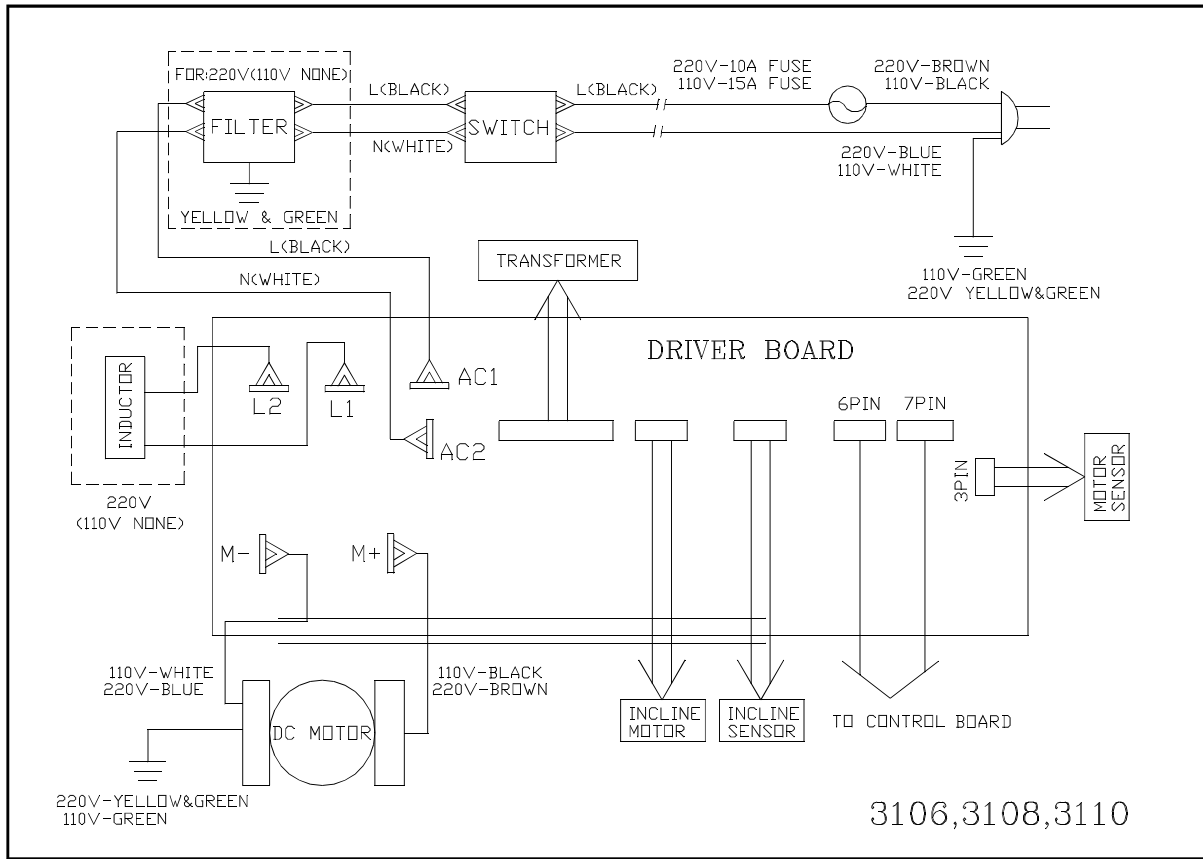 FOR:220V(110V NONE)
FILTER
YELLOW & GREEN
L(BLACK)
N(WHITE)
SWITCH
L(BLACK)
220V-10A FUSE
110V-15A FUSE
220V-BROWN
110V-BLACK
220V-BLUE
110V-WHITE
110V-GREEN
220V YELLOW&GREEN
L(BLACK)
N(WHITE)
TRANSFORMER
DRIVER BOARD
INDUCTOR
220V
(110V NONE)
L2
L1
AC1
AC2
6PIN
7PIN
3PIN
MOTOR
SENSOR
M-
M+
110V-WHITE
220V-BLUE
110V-BLACK
220V-BROWN
DC MOTOR
220V-YELLOW&GREEN
110V-GREEN
INCLINE
MOTOR
INCLINE
SENSOR
TO CONTROL BOARD
3106,3108,3110